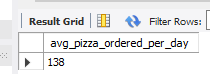 Result Grid Filter Rows:
avg_pizza_ordered_per_day
138